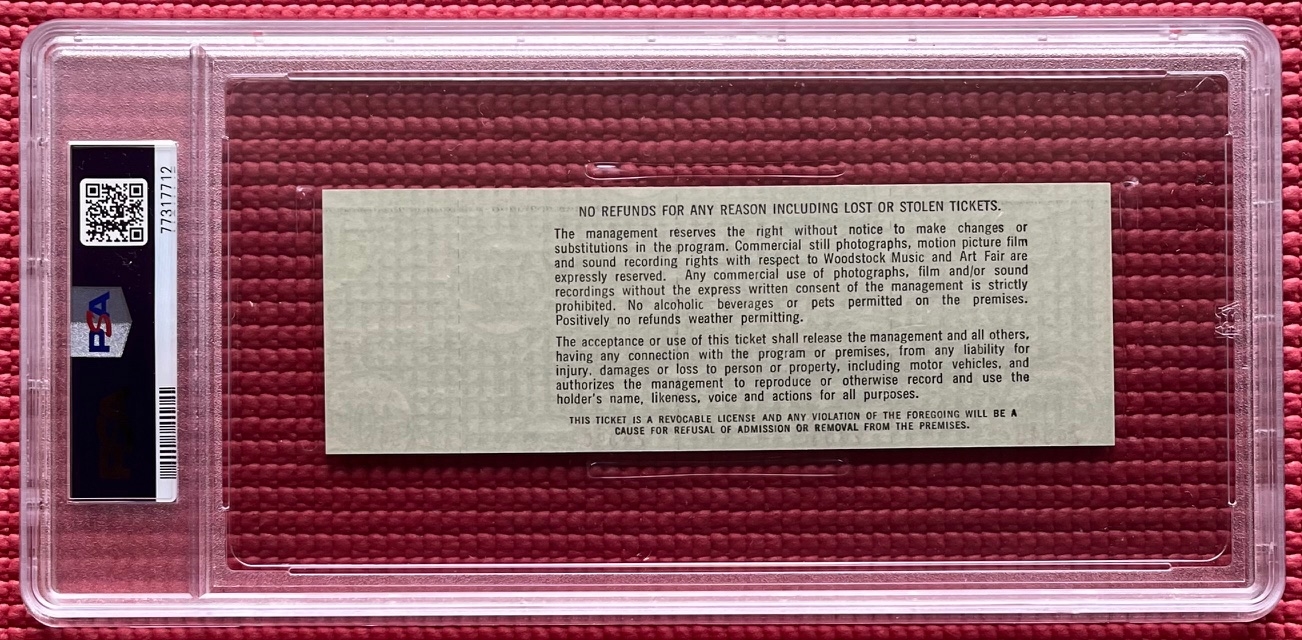 77317712
PSA
NO REFUNDS FOR ANY REASON INCLUDING LOST OR STOLEN TICKETS.
The management reserves the right without notice to make changes or
substitutions in the program. Commercial still photographs, motion picture film
and sound recording rights with respect to Woodstock Music and Art Fair are
expressly reserved. Any commercial use of photographs, film and/or sound
recordings without the express written consent of the management is strictly
prohibited. No alcoholic beverages or pets permitted on the premises.
Positively no refunds weather permitting.
The acceptance or use of this ticket shall release the management and all others,
having any connection with the program or premises, from any liability for
injury, damages or loss to person or property, including motor vehicles, and
authorizes the management to reproduce or otherwise record and use the
holder's name, likeness, voice and actions for all purposes.
THIS TICKET IS A REVOCABLE LICENSE AND ANY VIOLATION OF THE FOREGOING WILL BE A
CAUSE FOR REFUSAL OF ADMISSION OR REMOVAL FROM THE PREMISES.